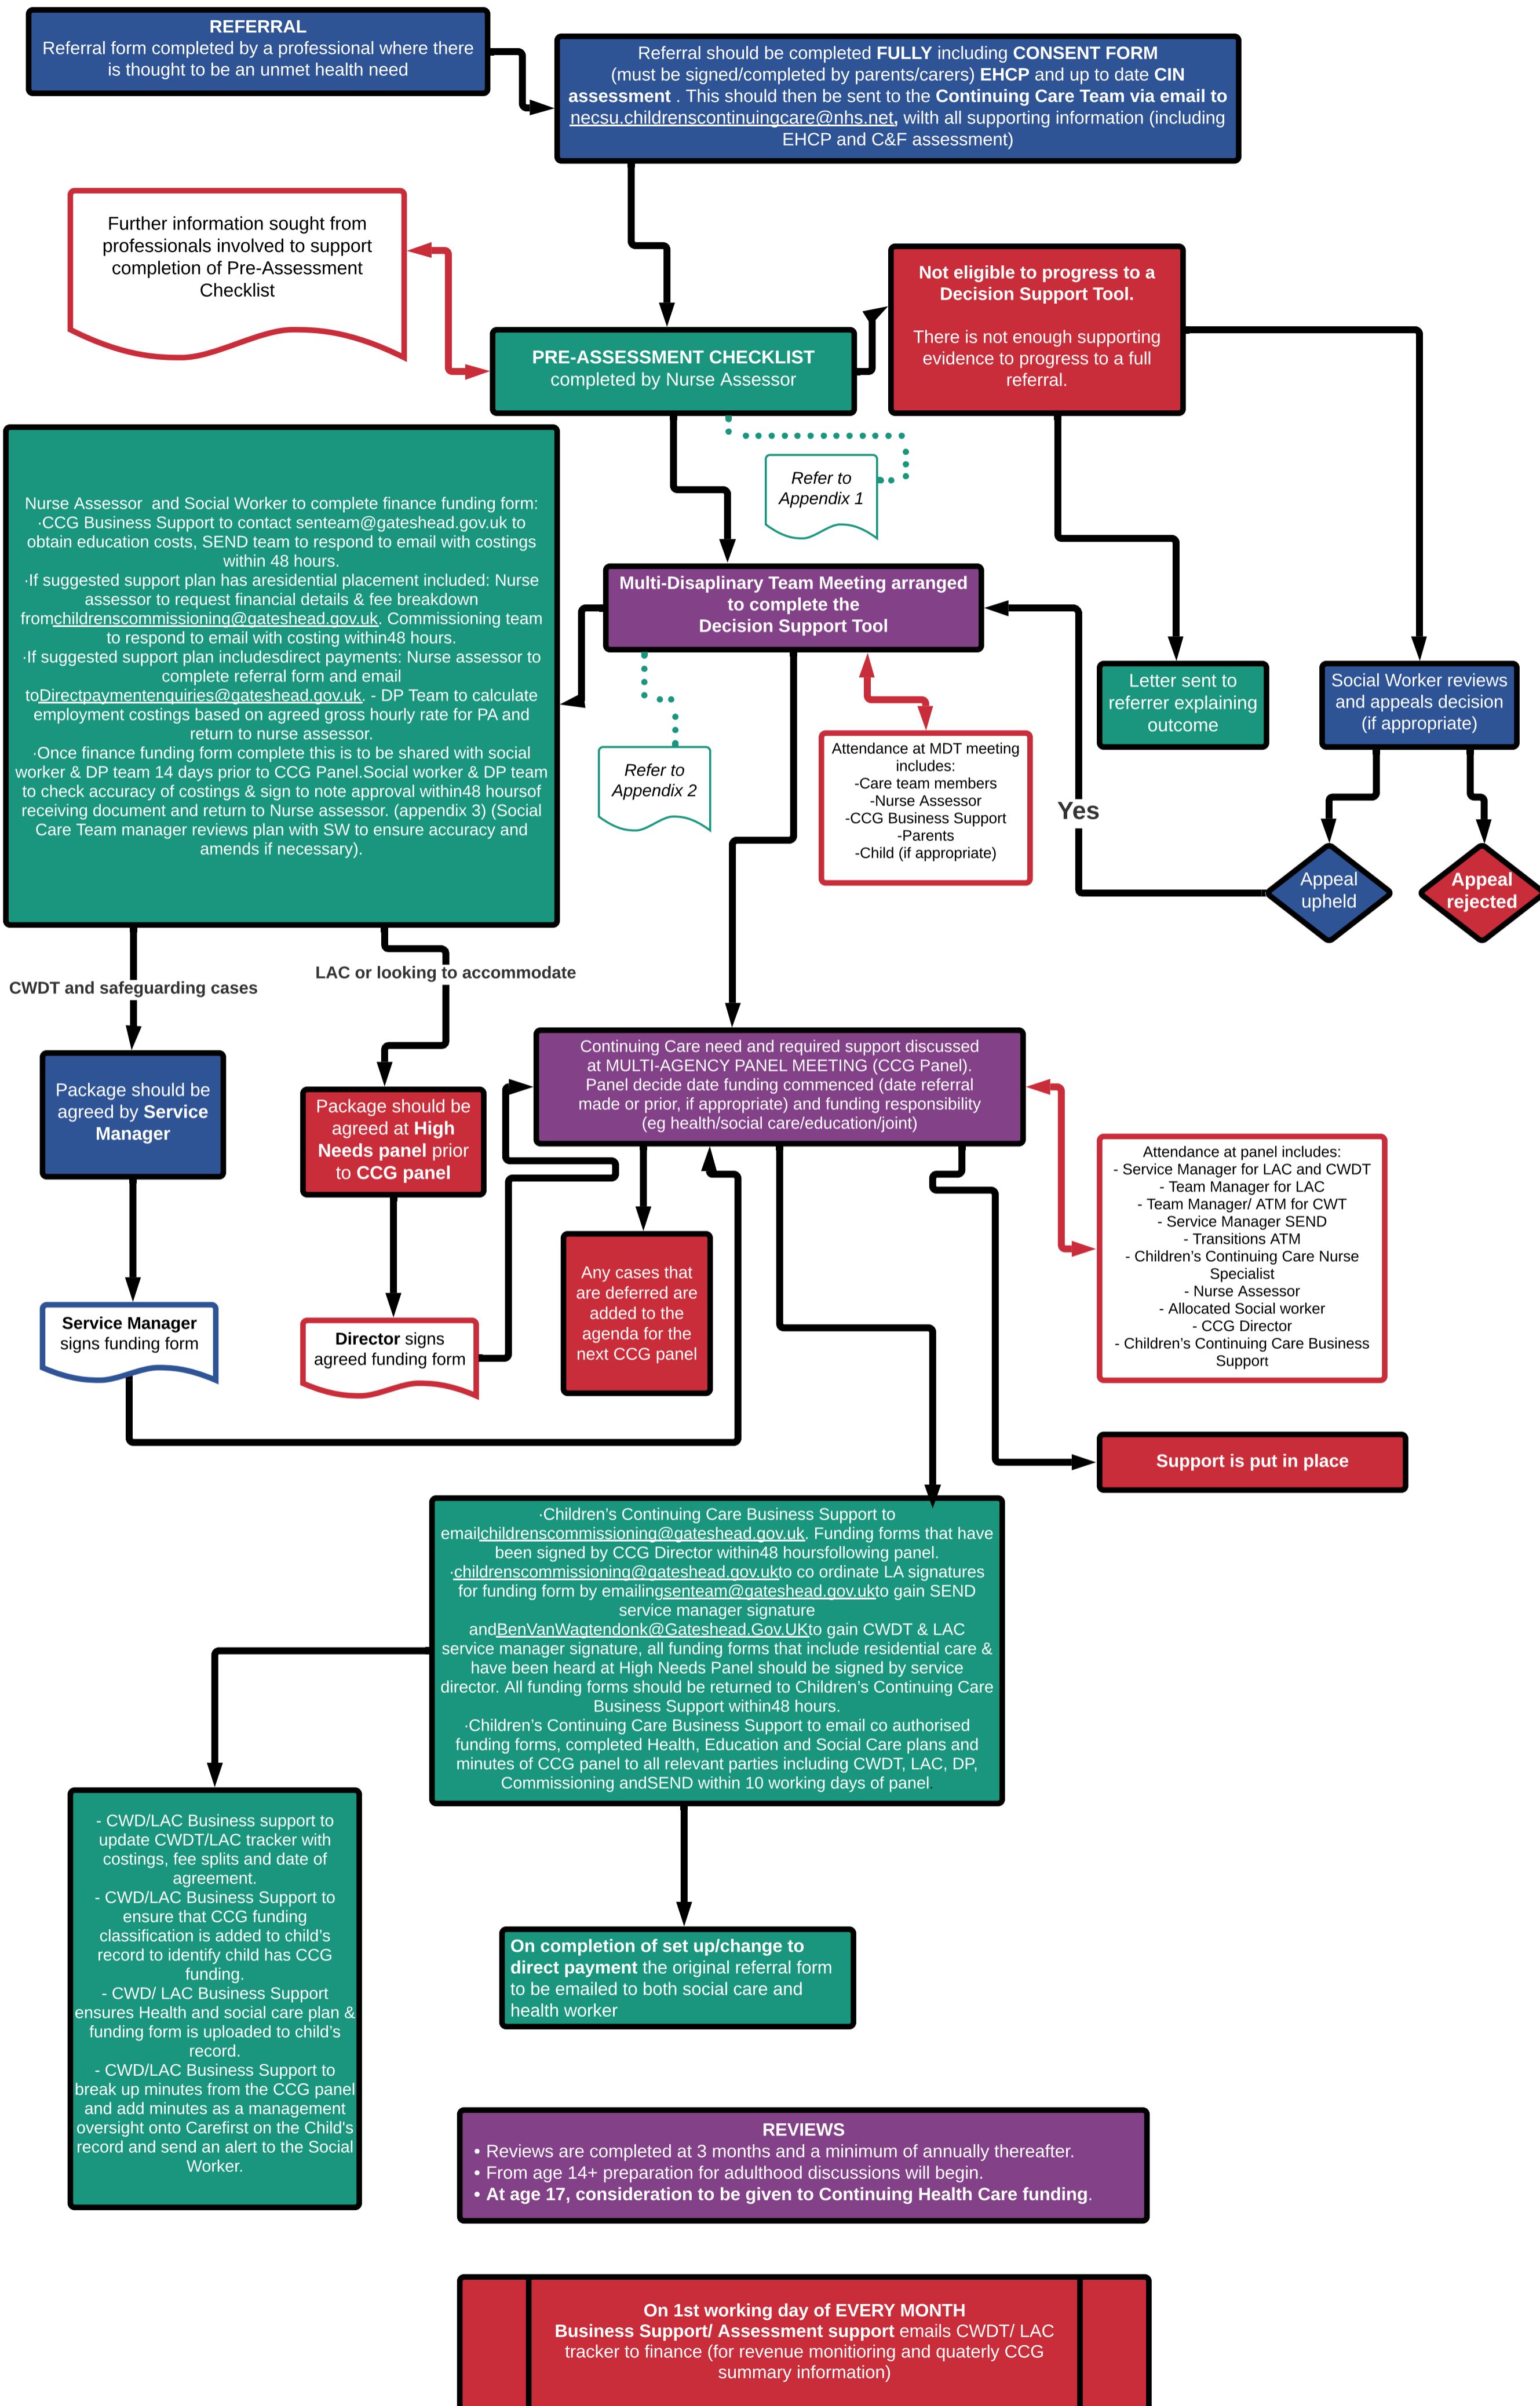 REFERRAL
Referral form completed by a professional where there
is thought to be an unmet health need
Referral should be completed FULLY including CONSENT FORM
(must be signed/completed by parents/carers) EHCP and up to date CIN
assessment . This should then be sent to the Continuing Care Team via email to
necsu.childrenscontinuingcare@nhs.net, wilth all supporting information (including
EHCP and C&F assessment)
Further information sought from
professionals involved to support
completion of Pre-Assessment
Checklist
Not eligible to progress to a
Decision Support Tool.
There is not enough supporting
evidence to progress to a full
referral.
PRE-ASSESSMENT CHECKLIST
completed by Nurse Assessor
Refer to
Appendix 1
Nurse Assessor  and Social Worker to complete finance funding form:
·CCG Business Support to contact senteam@gateshead.gov.uk to
obtain education costs, SEND team to respond to email with costings
within 48 hours.
·If suggested support plan has aresidential placement included: Nurse
assessor to request financial details & fee breakdown
fromchildrenscommissioning@gateshead.gov.uk. Commissioning team
to respond to email with costing within48 hours.
·If suggested support plan includesdirect payments: Nurse assessor to
complete referral form and email
toDirectpaymentenquiries@gateshead.gov.uk. - DP Team to calculate
employment costings based on agreed gross hourly rate for PA and
return to nurse assessor.
·Once finance funding form complete this is to be shared with social
worker & DP team 14 days prior to CCG Panel.Social worker & DP team
to check accuracy of costings & sign to note approval within48 hoursof
receiving document and return to Nurse assessor. (appendix 3) (Social
Care Team manager reviews plan with SW to ensure accuracy and
amends if necessary).
Multi-Disaplinary Team Meeting arranged
to complete the
Decision Support Tool
Letter sent to
referrer explaining
outcome
Social Worker reviews
and appeals decision
(if appropriate)
Refer to
Appendix 2
Attendance at MDT meeting
includes:
-Care team members
-Nurse Assessor
-CCG Business Support
-Parents
-Child (if appropriate)
Yes
Appeal
upheld
Appeal
rejected
CWDT and safeguarding cases
LAC or looking to accommodate
Package should be
agreed by Service
Manager
Package should be
agreed at High
Needs panel prior
to CCG panel
Continuing Care need and required support discussed
at MULTI-AGENCY PANEL MEETING (CCG Panel).
Panel decide date funding commenced (date referral
made or prior, if appropriate) and funding responsibility
(eg health/social care/education/joint)
Attendance at panel includes:
- Service Manager for LAC and CWDT
- Team Manager for LAC
- Team Manager/ ATM for CWT
- Service Manager SEND
- Transitions ATM
- Children’s Continuing Care Nurse
Specialist
- Nurse Assessor
- Allocated Social worker
- CCG Director
- Children’s Continuing Care Business
Support
Any cases that
are deferred are
added to the
agenda for the
next CCG panel
Service Manager
signs funding form
Director signs
agreed funding form
Support is put in place
·Children’s Continuing Care Business Support to
emailchildrenscommissioning@gateshead.gov.uk. Funding forms that have
been signed by CCG Director within48 hoursfollowing panel.
·childrenscommissioning@gateshead.gov.ukto co ordinate LA signatures
for funding form by emailingsenteam@gateshead.gov.ukto gain SEND
service manager signature
andBenVanWagtendonk@Gateshead.Gov.UKto gain CWDT & LAC
service manager signature, all funding forms that include residential care &
have been heard at High Needs Panel should be signed by service
director. All funding forms should be returned to Children’s Continuing Care
Business Support within48 hours.
·Children’s Continuing Care Business Support to email co authorised
funding forms, completed Health, Education and Social Care plans and
minutes of CCG panel to all relevant parties including CWDT, LAC, DP,
Commissioning andSEND within 10 working days of panel.
- CWD/LAC Business support to
update CWDT/LAC tracker with
costings, fee splits and date of
agreement.
- CWD/LAC Business Support to
ensure that CCG funding
classification is added to child’s
record to identify child has CCG
funding.
- CWD/ LAC Business Support
ensures Health and social care plan &
funding form is uploaded to child’s
record.
- CWD/LAC Business Support to
break up minutes from the CCG panel
and add minutes as a management
oversight onto Carefirst on the Child's
record and send an alert to the Social
Worker.
On completion of set up/change to
direct payment the original referral form
to be emailed to both social care and
health worker
REVIEWS
• Reviews are completed at 3 months and a minimum of annually thereafter.
• From age 14+ preparation for adulthood discussions will begin.
• At age 17, consideration to be given to Continuing Health Care funding.
On 1st working day of EVERY MONTH
Business Support/ Assessment support emails CWDT/ LAC
tracker to finance (for revenue monitiroing and quaterly CCG
summary information)